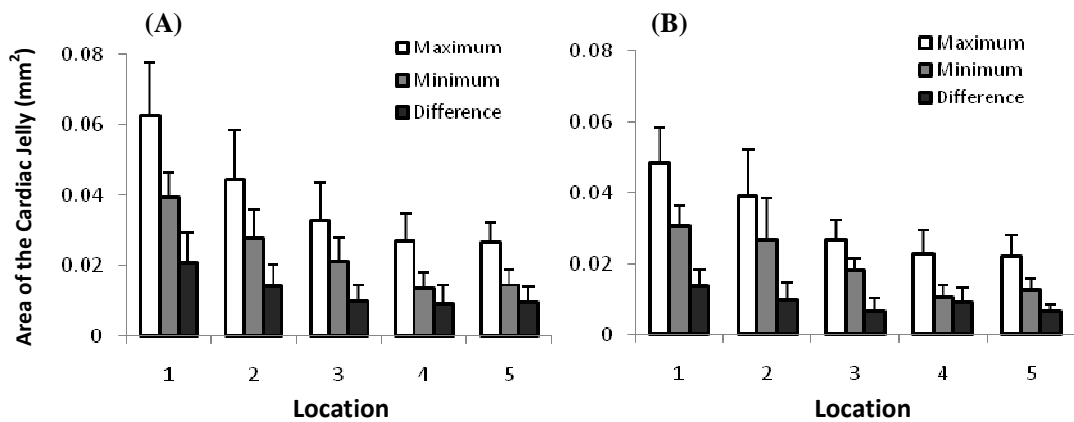 (A)
Maximum
Minimum
Difference
Area of the Cardiac Jelly (mm²)
0.08
0.06
0.04
0.02
0
1 2 3 4 5
Location
(B)
Maximum
Minimum
Difference
0.08
0.06
0.04
0.02
0
1 2 3 4 5
Location